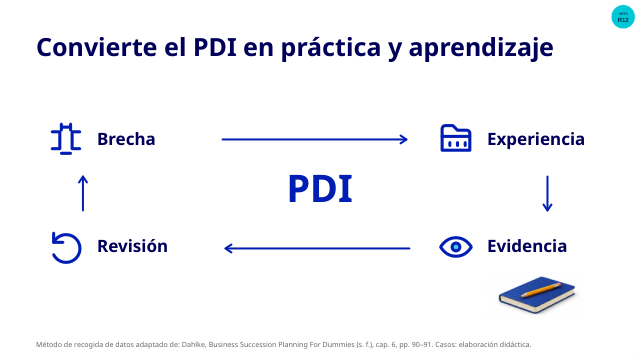 R12
Convierte el PDI en práctica y aprendizaje
Brecha
Experiencia
PDI
Revisión
Evidencia
Método de recogida de datos adaptado de: Dahlke, Business Succession Planning For Dummies (s. f.), cap. 6, pp. 90–91. Casos: elaboración didáctica.